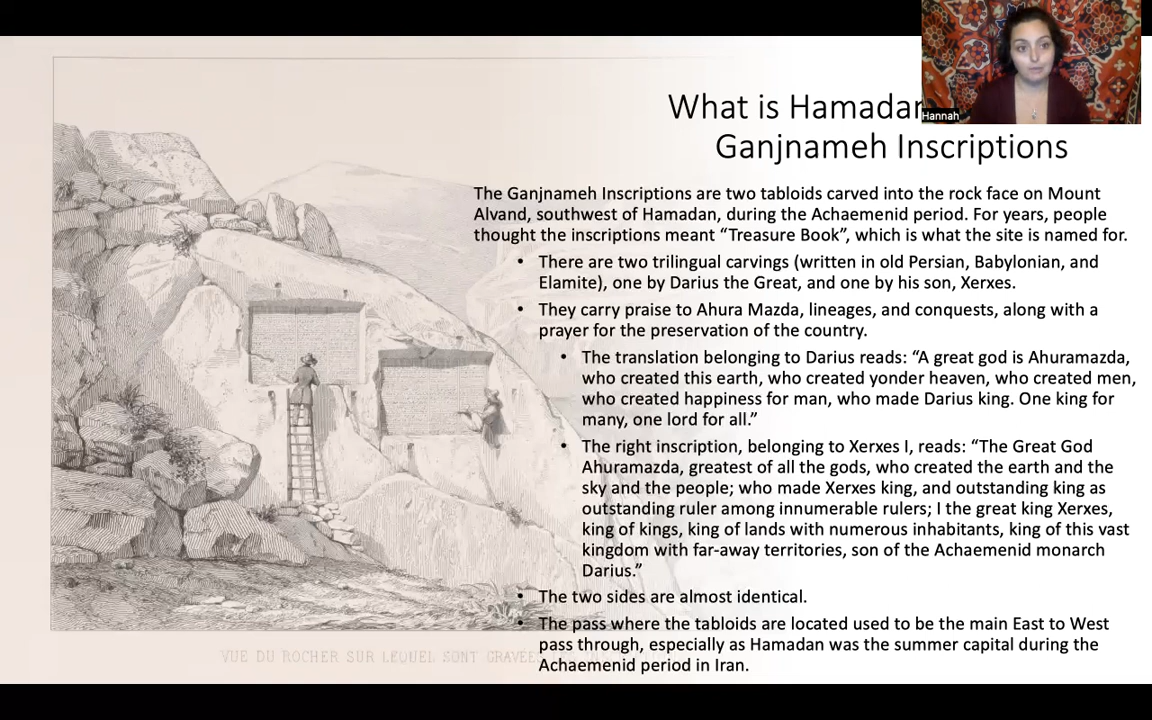 What is Hamadan
Hannah
Ganjnameh Inscriptions
The Ganjnameh Inscriptions are two tabloids carved into the rock face on Mount
Alvand, southwest of Hamadan, during the Achaemenid period. For years, people
thought the inscriptions meant “Treasure Book”, which is what the site is named for.
• There are two trilingual carvings (written in old Persian, Babylonian, and
Elamite), one by Darius the Great, and one by his son, Xerxes.
• They carry praise to Ahura Mazda, lineages, and conquests, along with a
prayer for the preservation of the country.
• The translation belonging to Darius reads: “A great god is Ahuramazda,
who created this earth, who created yonder heaven, who created men,
who created happiness for man, who made Darius king. One king for
many, one lord for all.”
• The right inscription, belonging to Xerxes I, reads: “The Great God
Ahuramazda, greatest of all the gods, who created the earth and the
sky and the people; who made Xerxes king, and outstanding king as
outstanding ruler among innumerable rulers; I the great king Xerxes,
king of kings, king of lands with numerous inhabitants, king of this vast
kingdom with far-away territories, son of the Achaemenid monarch
Darius.”
• The two sides are almost identical.
• The pass where the tabloids are located used to be the main East to West
pass through, especially as Hamadan was the summer capital during the
Achaemenid period in Iran.
VUE DU ROCHER SUR LEQUEL SONT GRAVÉES